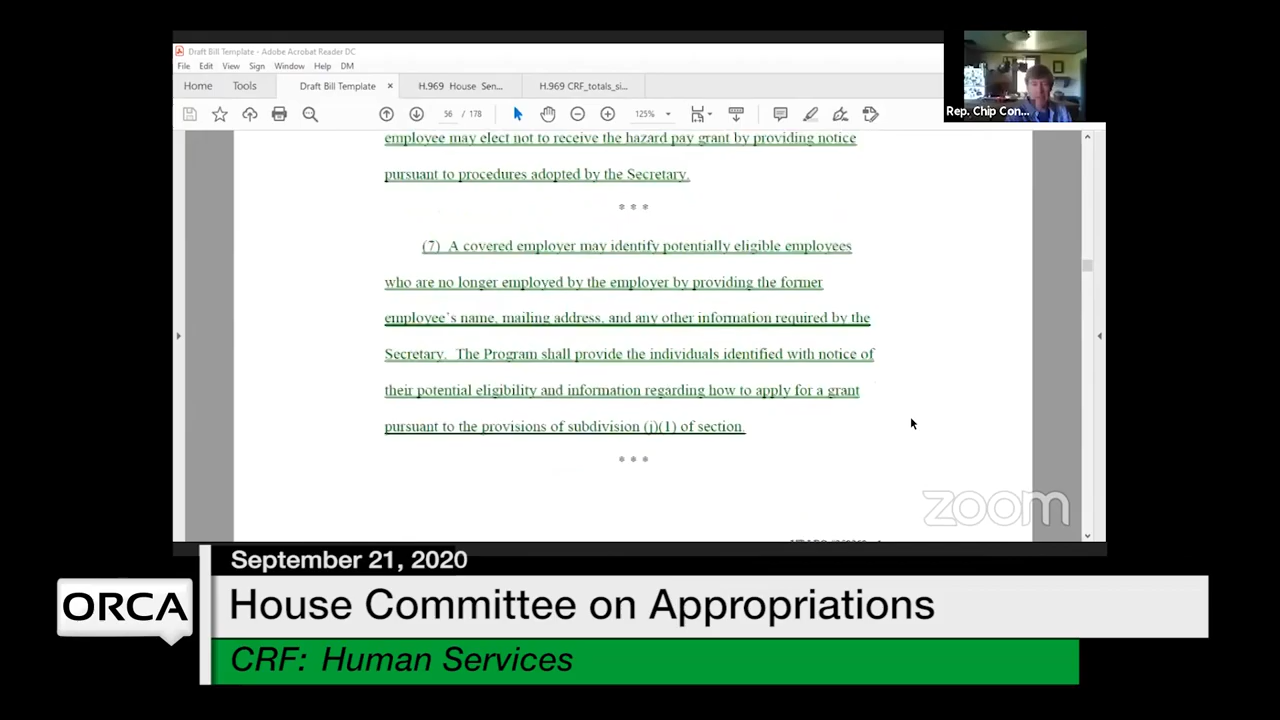 Draft Bill Template - Adobe Acrobat Reader DC
File Edit View Sign Window Help DM
Home Tools Draft Bill Template × H.969 House Sen... H.969 CRF_totals_si...
56 / 178 125%
Rep. Chip Con...
employee may elect not to receive the hazard pay grant by providing notice
pursuant to procedures adopted by the Secretary.
* * *
(7) A covered employer may identify potentially eligible employees
who are no longer employed by the employer by providing the former
employee's name, mailing address, and any other information required by the
Secretary. The Program shall provide the individuals identified with notice of
their potential eligibility and information regarding how to apply for a grant
pursuant to the provisions of subdivision (j)(1) of section.
* * *
zoom
September 21, 2020
ORCA
House Committee on Appropriations
CRF: Human Services